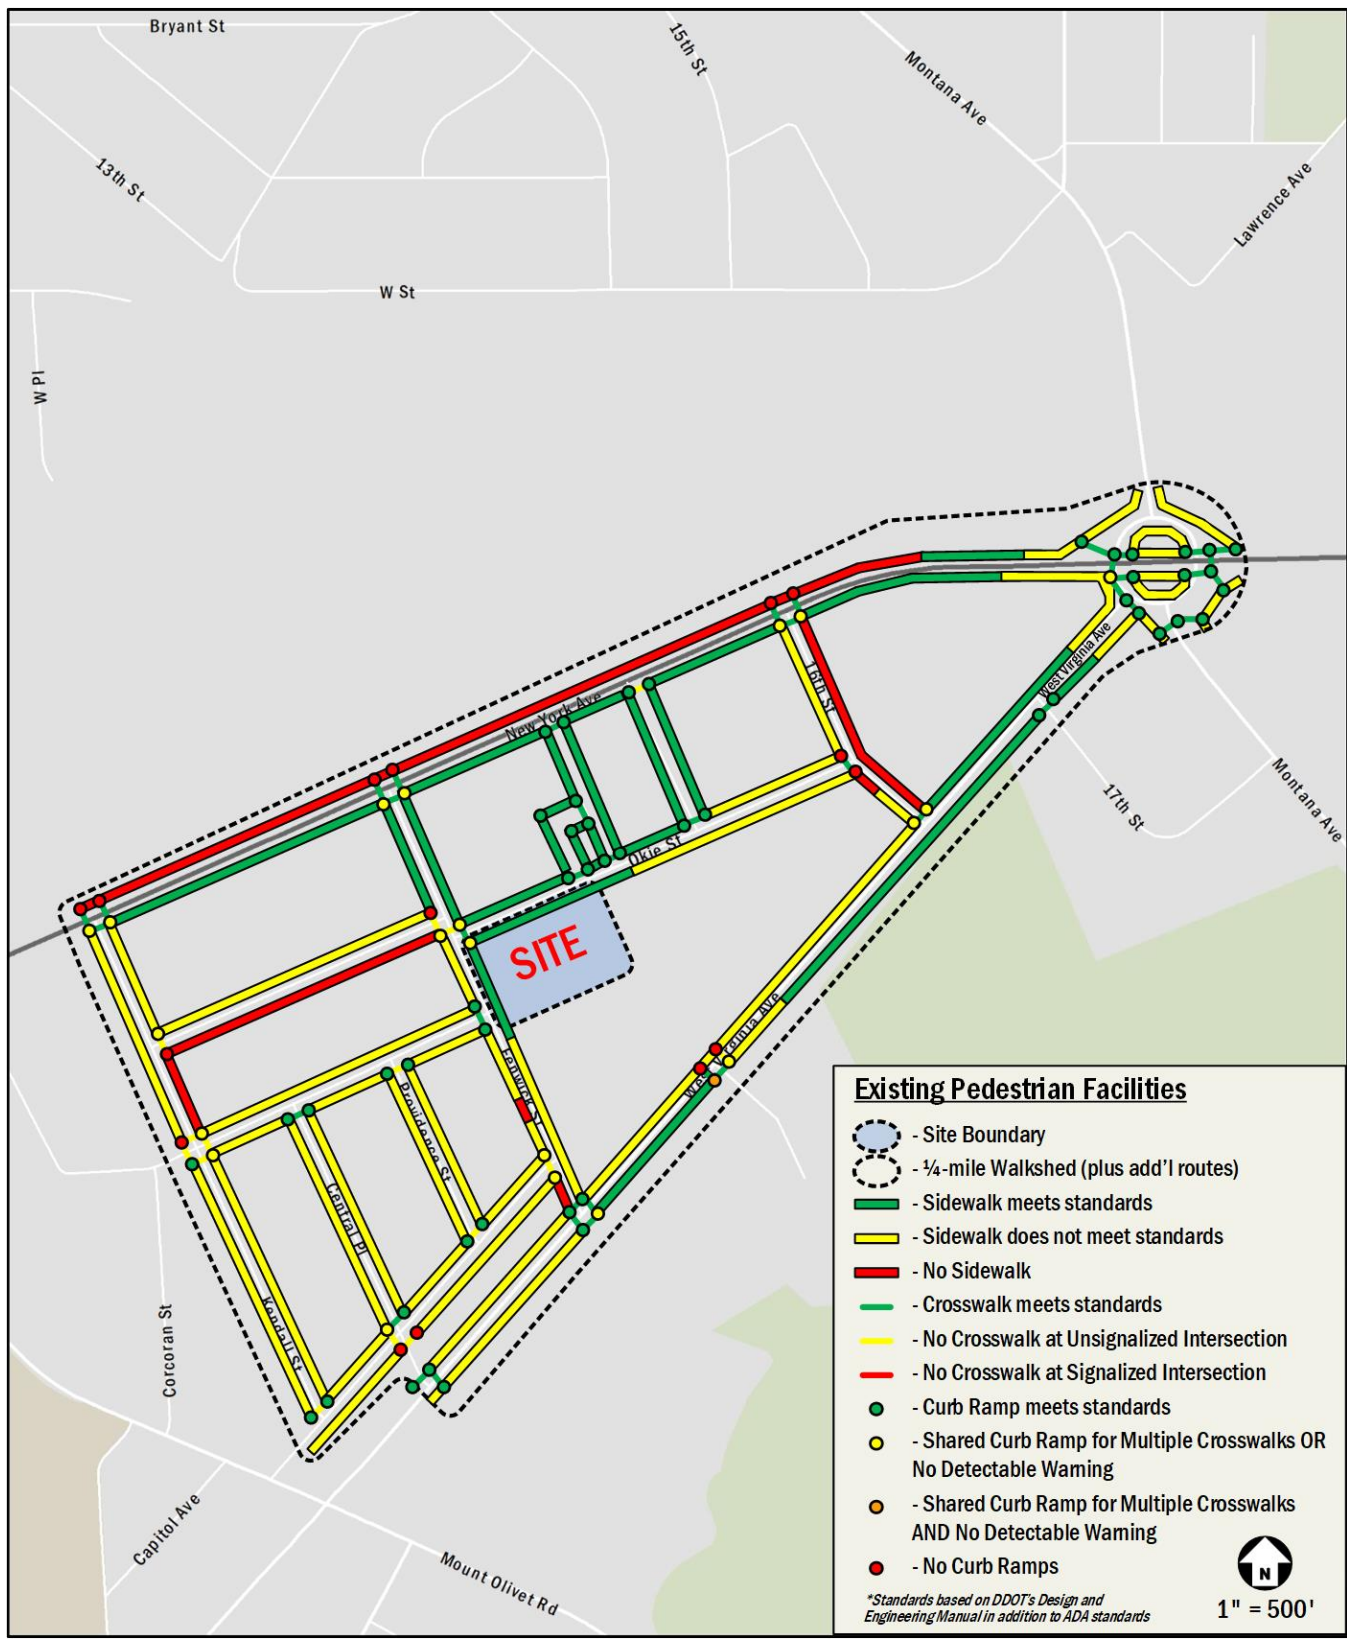 Bryant St
15th St
Montana Ave
13th St
Lawrence Ave
W St
W Pl
West Virginia Ave
16th St
New York Ave
17th St
Montana Ave
Okie St
SITE
West Virginia Ave
Fenwick St
Providence St
Central Pl
Kendall St
Corcoran St
Capitol Ave
Mount Olivet Rd
Existing Pedestrian Facilities
- Site Boundary
- ¼-mile Walkshed (plus add'l routes)
- Sidewalk meets standards
- Sidewalk does not meet standards
- No Sidewalk
- Crosswalk meets standards
- No Crosswalk at Unsignalized Intersection
- No Crosswalk at Signalized Intersection
- Curb Ramp meets standards
- Shared Curb Ramp for Multiple Crosswalks OR
No Detectable Warning
- Shared Curb Ramp for Multiple Crosswalks
AND No Detectable Warning
- No Curb Ramps
*Standards based on DDOT's Design and
Engineering Manual in addition to ADA standards
N
1" = 500'